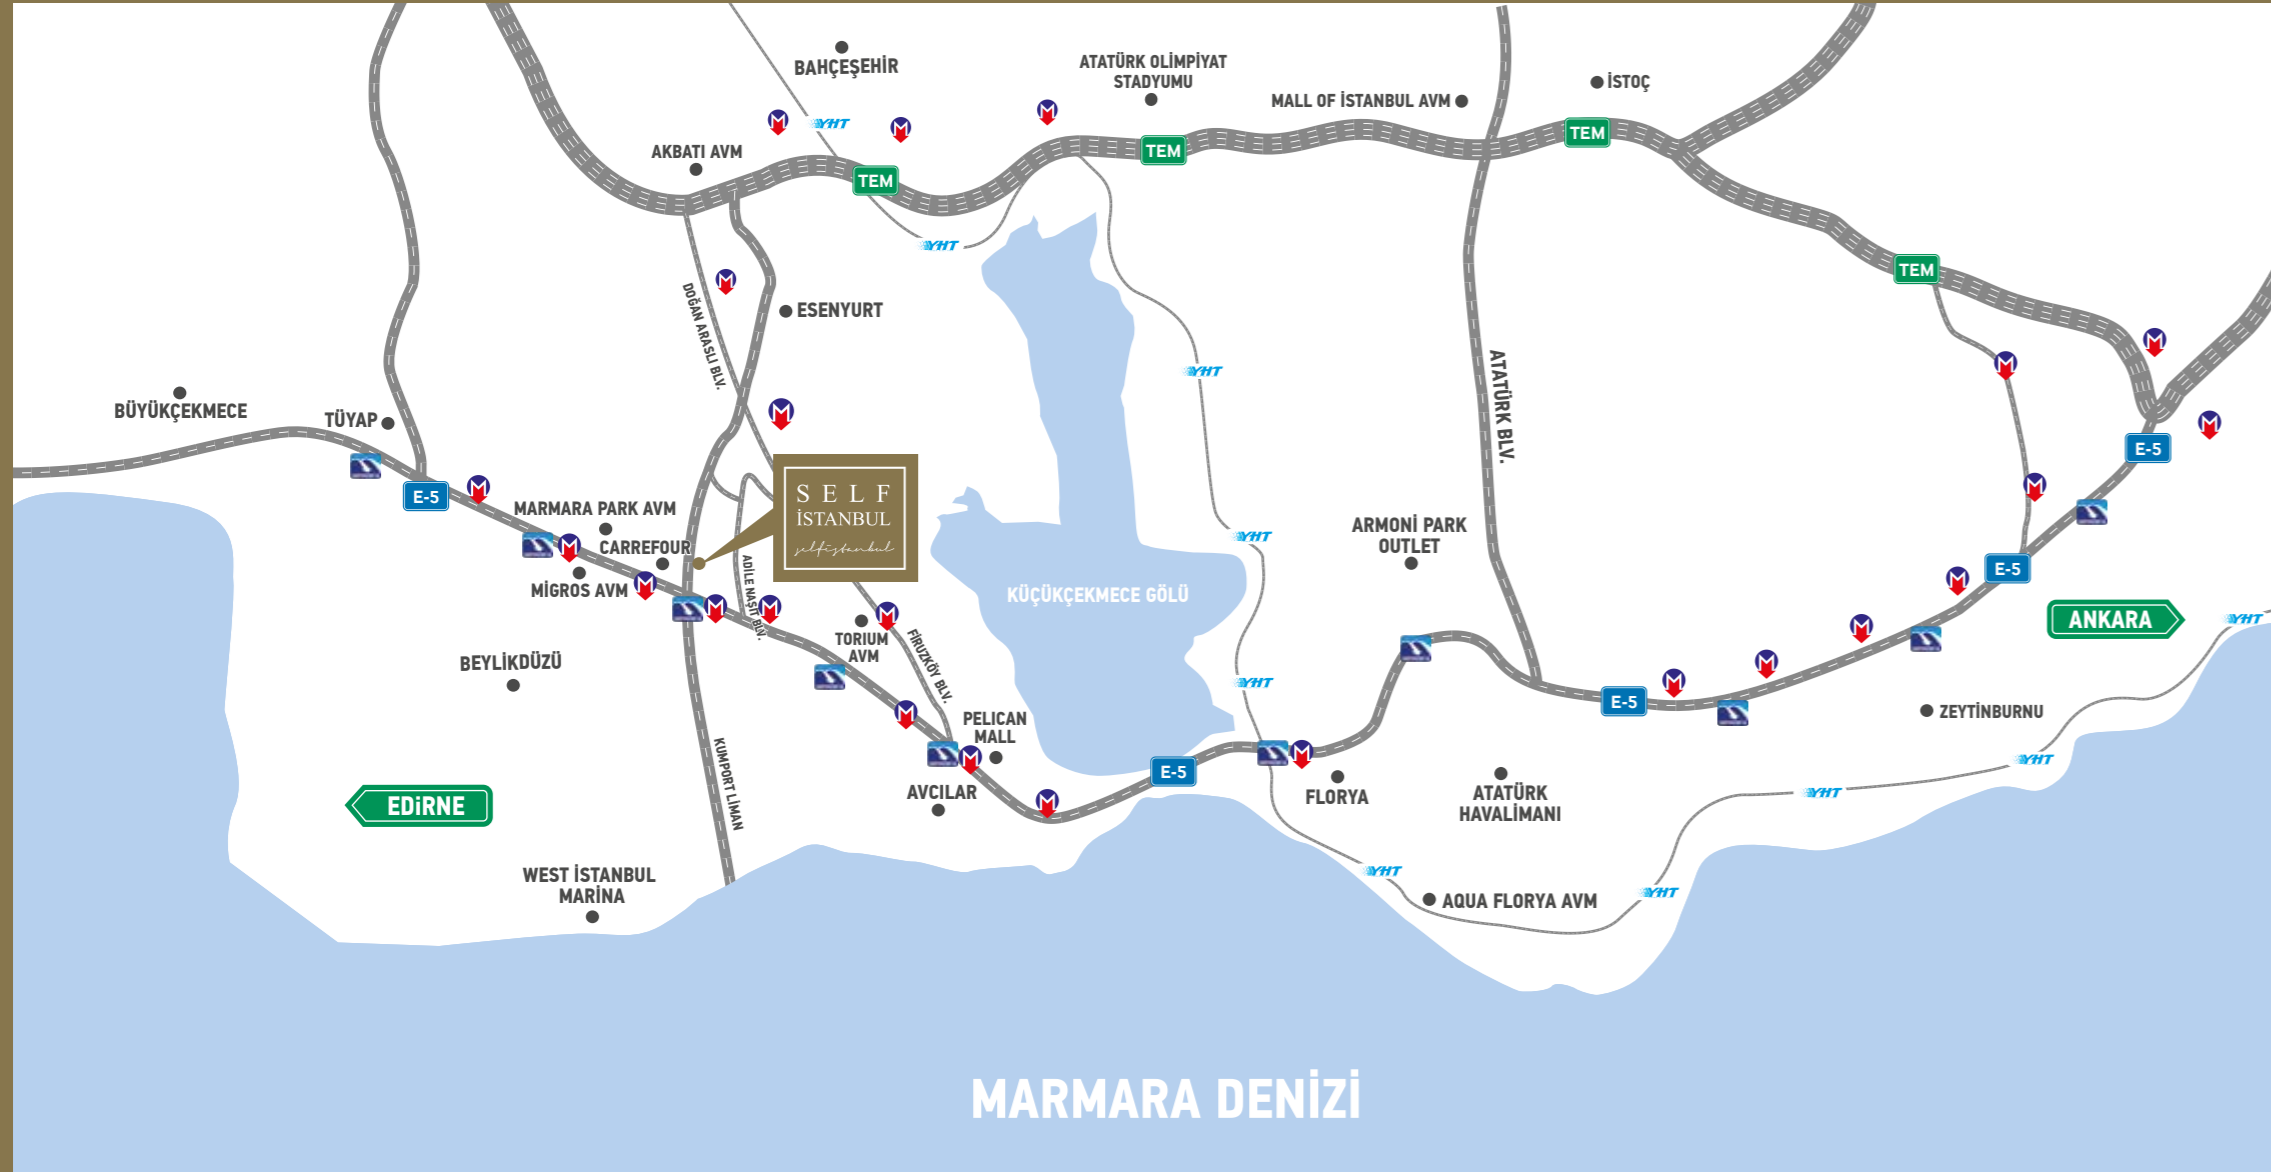 BAHÇEŞEHİR
ATATÜRK OLİMPİYAT
STADYUMU
MALL OF İSTANBUL AVM
İSTOÇ
M
YHT
M
M
TEM
AKBATI AVM
TEM
TEM
YHT
TEM
M
DOĞAN ARASLI BLV.
ESENYURT
M
M
YHT
ATATÜRK BLV.
BÜYÜKÇEKMECE
TÜYAP
M
M
E-5
E-5
M
M
SELF
İSTANBUL
selfistanbul
MARMARA PARK AVM
ARMONİ PARK
OUTLET
YHT
CARREFOUR
M
ADİLE NAŞİT BLV.
E-5
MİGROS AVM
M
M
KÜÇÜKÇEKMECE GÖLÜ
M
M
M
ANKARA
YHT
TORIUM
AVM
FİRUZKÖY BLV.
M
BEYLİKDÜZÜ
M
M
YHT
E-5
M
PELICAN
MALL
ZEYTİNBURNU
KUMPORT LİMAN
M
M
YHT
E-5
EDİRNE
AVCILAR
M
FLORYA
ATATÜRK
HAVALİMANI
YHT
WEST İSTANBUL
MARİNA
YHT
AQUA FLORYA AVM
YHT
MARMARA DENİZİ